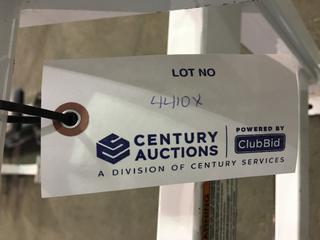 LOT NO
4410X
CENTURY
AUCTIONS
POWERED BY
ClubBid
A DIVISION OF CENTURY SERVICES